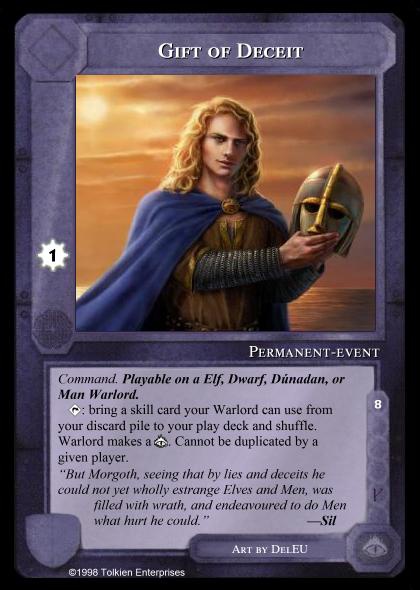 GIFT OF DECEIT
1
PERMANENT-EVENT
Command. Playable on a Elf, Dwarf, Dúnadan, or
Man Warlord.
: bring a skill card your Warlord can use from
your discard pile to your play deck and shuffle.
Warlord makes a . Cannot be duplicated by a
given player.
8
“But Morgoth, seeing that by lies and deceits he
could not yet wholly estrange Elves and Men, was
filled with wrath, and endeavoured to do Men
what hurt he could.” —Sil
ART BY DELEU
©1998 Tolkien Enterprises